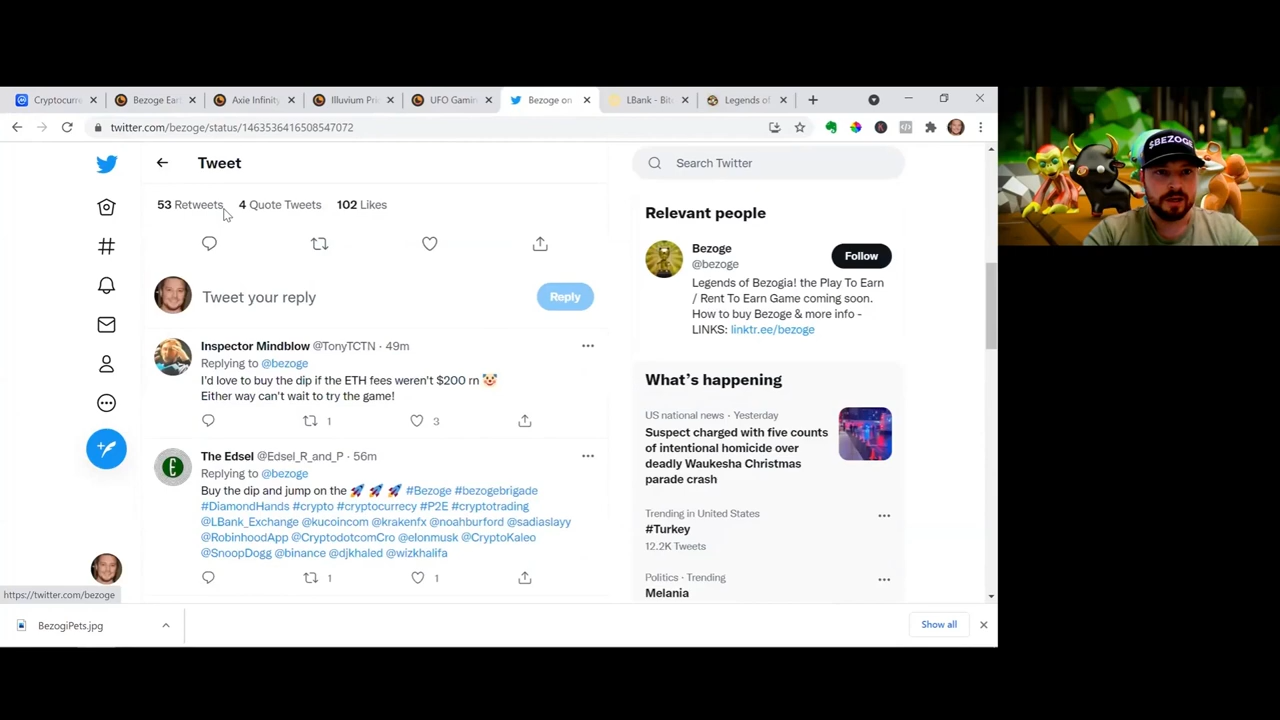 Cryptocurr
Bezoge Ear
Axie Infinity
Illuvium Pri
UFO Gamin
Bezoge on
LBank - Bit
Legends of
twitter.com/bezoge/status/1463536416508547072
Tweet
Search Twitter
53 Retweets 4 Quote Tweets 102 Likes
Tweet your reply
Reply
Inspector Mindblow @TonyTCTN · 49m
Replying to @bezoge
I'd love to buy the dip if the ETH fees weren't $200 rn 🤡
Either way can't wait to try the game!
1
3
The Edsel @Edsel_R_and_P · 56m
Replying to @bezoge
Buy the dip and jump on the 🚀 🚀 🚀 #Bezoge #bezogebrigade
#DiamondHands #crypto #cryptocurrecy #P2E #cryptotrading
@LBank_Exchange @kucoincom @krakenfx @noahburford @sadiaslayy
@RobinhoodApp @CryptodotcomCro @elonmusk @CryptoKaleo
@SnoopDogg @binance @djkhaled @wizkhalifa
1
1
Relevant people
Bezoge
@bezoge
Follow
Legends of Bezogia! the Play To Earn
/ Rent To Earn Game coming soon.
How to buy Bezoge & more info -
LINKS: linktr.ee/bezoge
What's happening
US national news · Yesterday
Suspect charged with five counts
of intentional homicide over
deadly Waukesha Christmas
parade crash
Trending in United States
#Turkey
12.2K Tweets
Politics · Trending
Melania
https://twitter.com/bezoge
BezogiPets.jpg
Show all
$BEZOGE